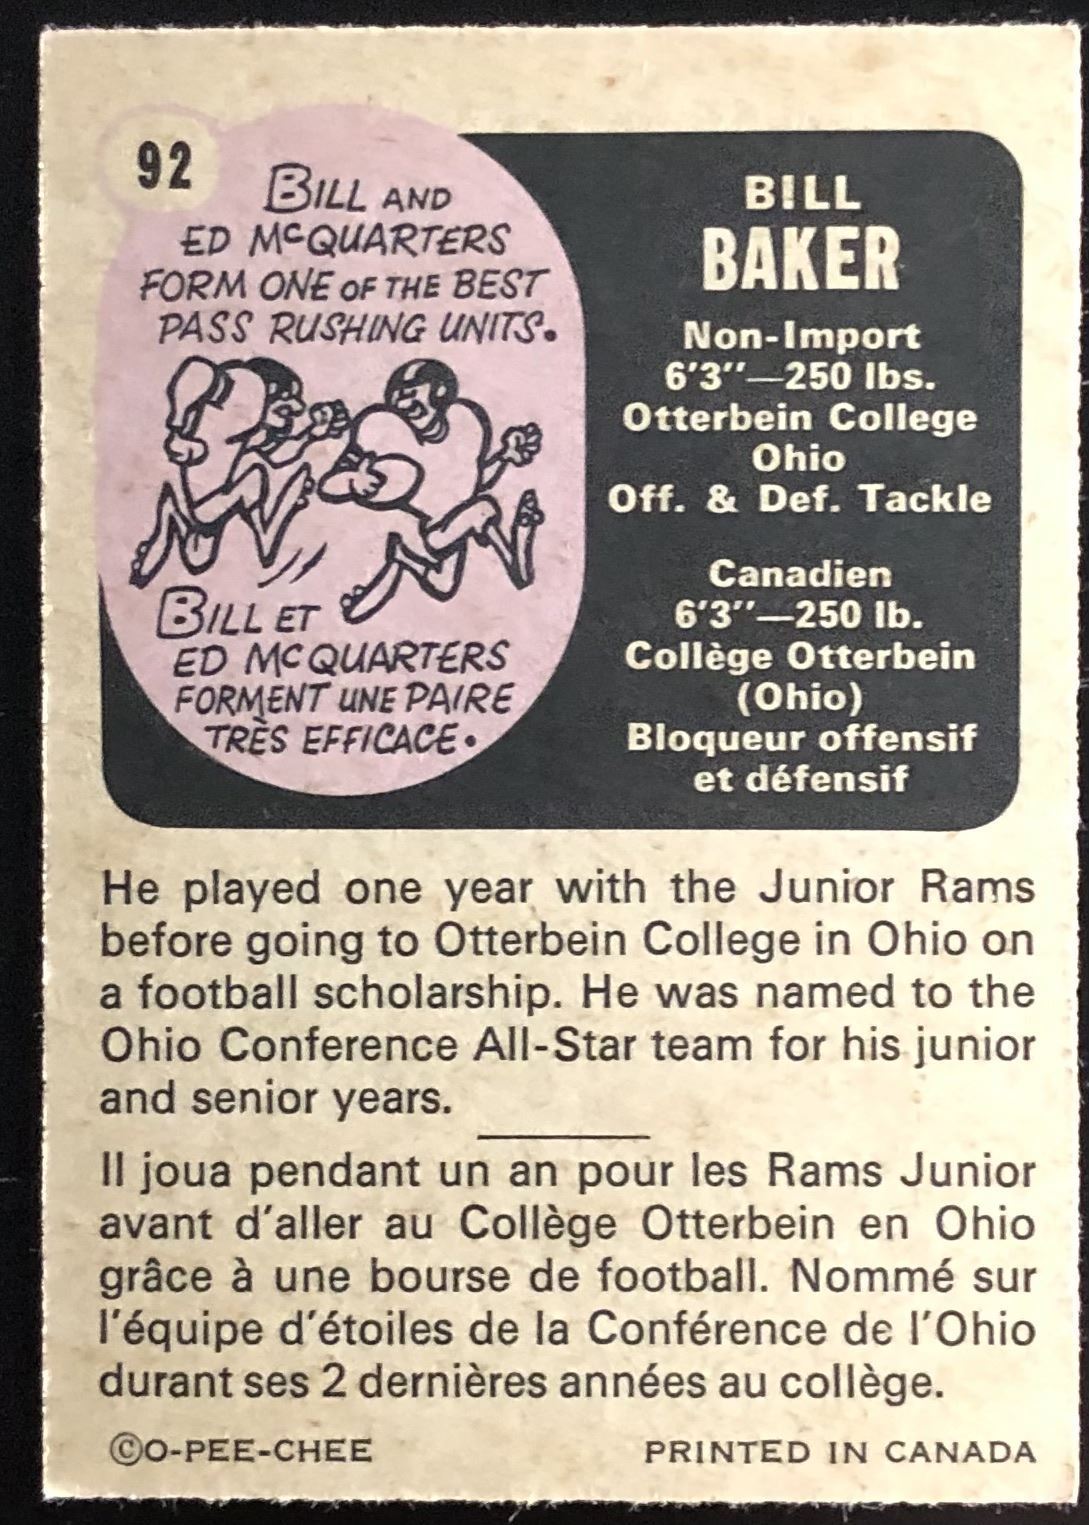 92
BILL AND
ED McQUARTERS
FORM ONE OF THE BEST
PASS RUSHING UNITS.
BILL ET
ED McQUARTERS
FORMENT UNE PAIRE
TRÈS EFFICACE.
BILL
BAKER
Non-Import
6'3"—250 lbs.
Otterbein College
Ohio
Off. & Def. Tackle
Canadien
6'3"—250 lb.
Collège Otterbein
(Ohio)
Bloqueur offensif
et défensif
He played one year with the Junior Rams
before going to Otterbein College in Ohio on
a football scholarship. He was named to the
Ohio Conference All-Star team for his junior
and senior years.
Il joua pendant un an pour les Rams Junior
avant d'aller au Collège Otterbein en Ohio
grâce à une bourse de football. Nommé sur
l'équipe d'étoiles de la Conférence de l'Ohio
durant ses 2 dernières années au collège.
©O-PEE-CHEE PRINTED IN CANADA